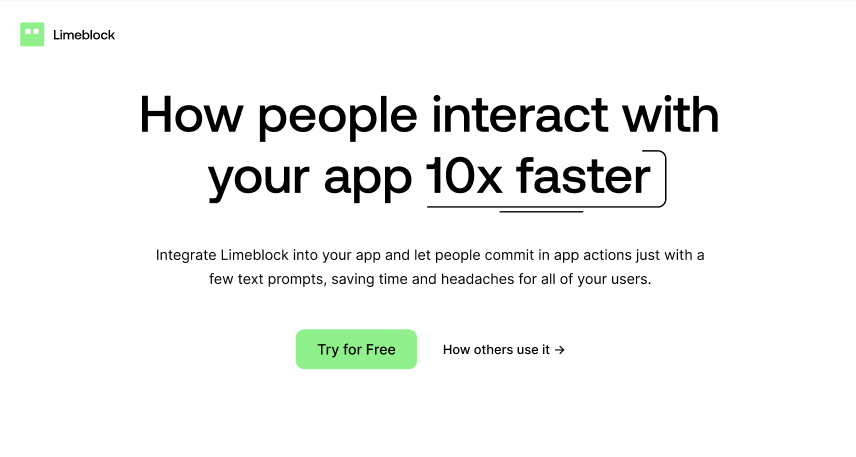 Limeblock
How people interact with
your app 10x faster
Integrate Limeblock into your app and let people commit in app actions just with a
few text prompts, saving time and headaches for all of your users.
Try for Free
How others use it →